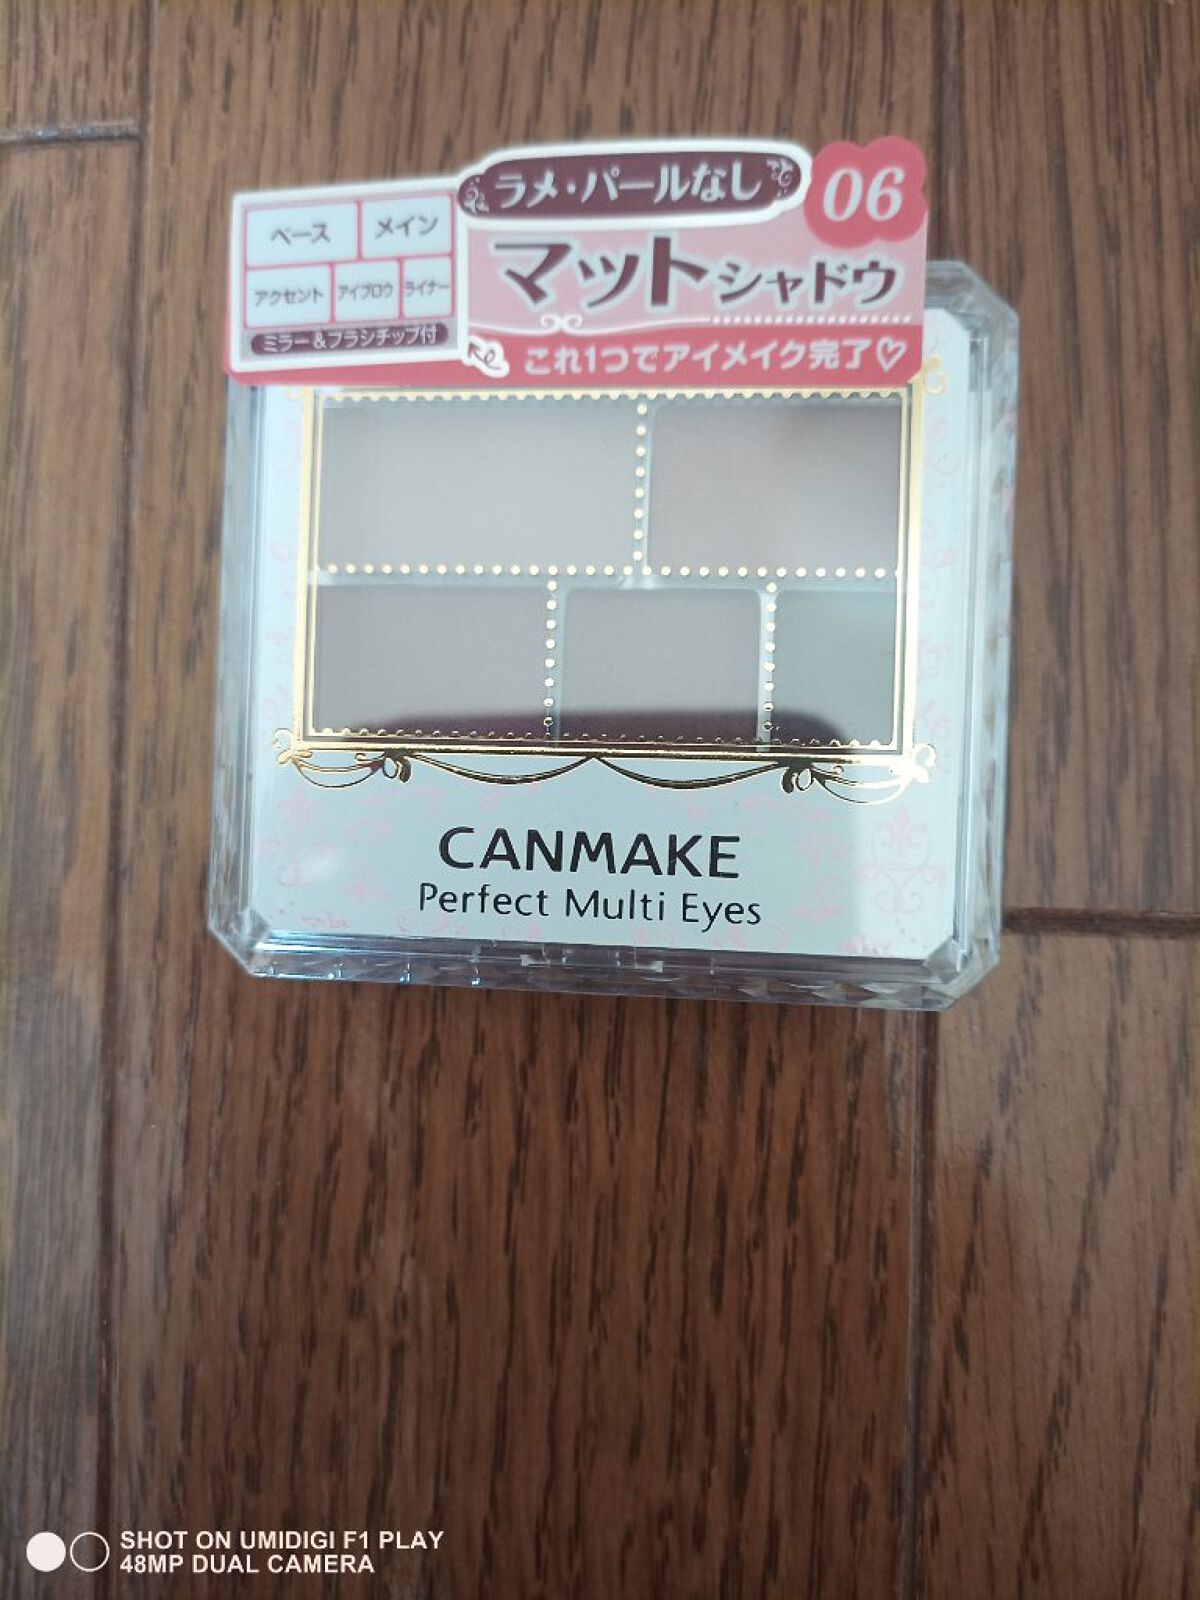 ラメ・パールなし
06
マットシャドウ
これ1つでアイメイク完了♡
ベース メイン
アクセント アイブロウ ライナー
ミラー&ブラシチップ付
CANMAKE
Perfect Multi Eyes
SHOT ON UMIDIGI F1 PLAY
48MP DUAL CAMERA